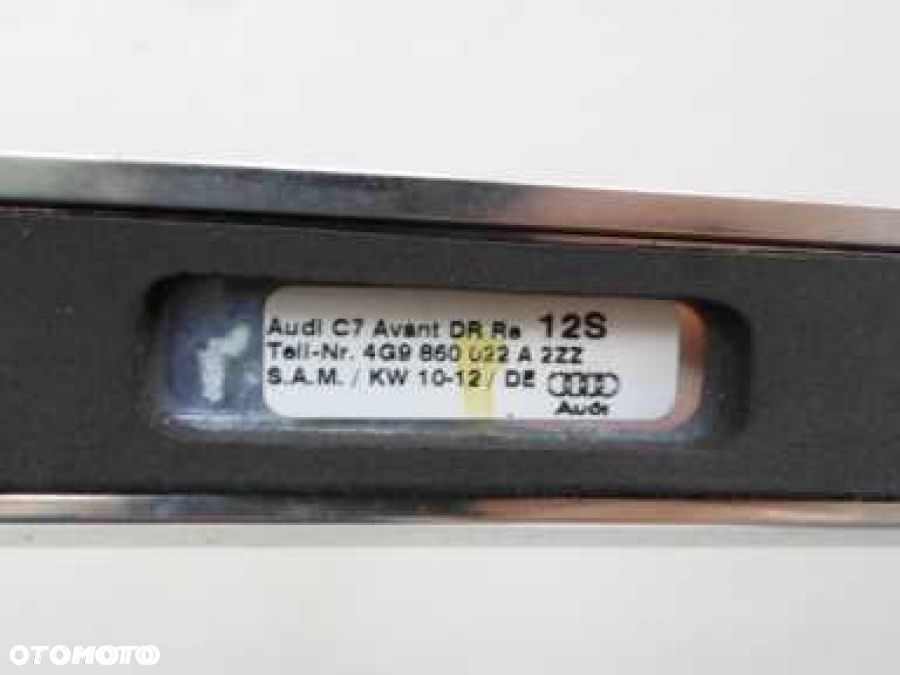 r
Audi C7 Avant DR Re 12S
Teil-Nr. 4G9 860 022 A 2ZZ
S.A.M. / KW 10-12 / DE
Audi
OTOMOTO